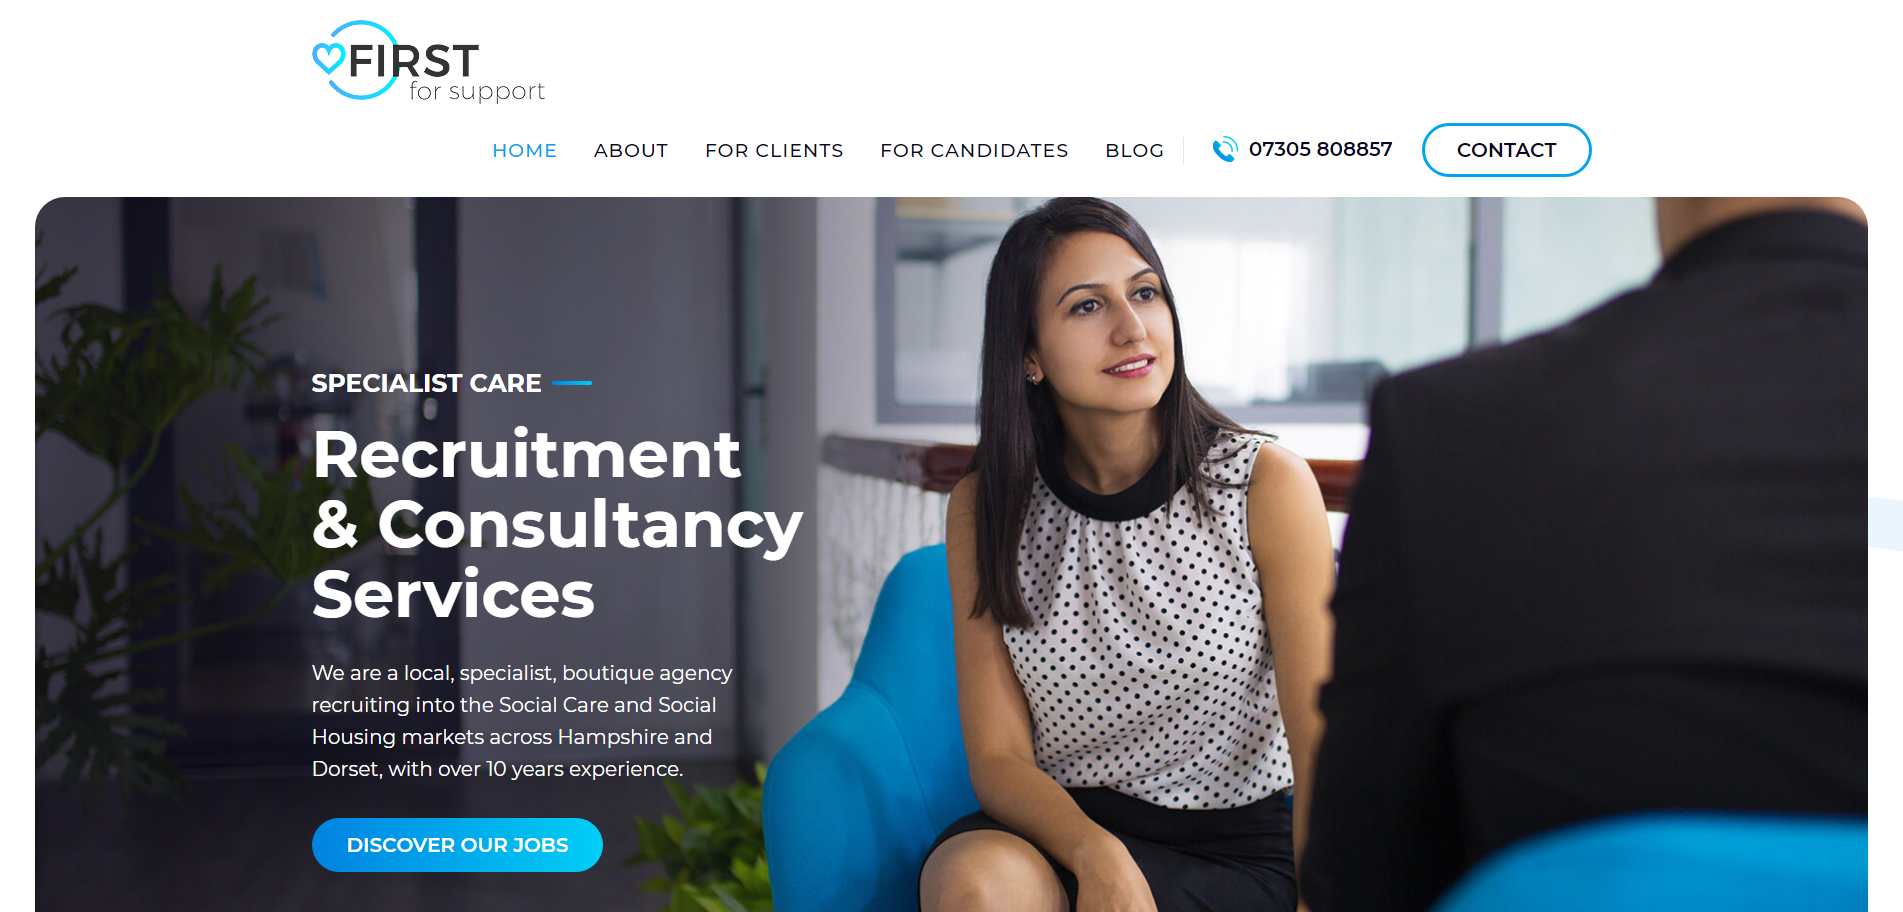 FIRST
for support
HOME ABOUT FOR CLIENTS FOR CANDIDATES BLOG 07305 808857 CONTACT
SPECIALIST CARE
Recruitment
& Consultancy
Services
We are a local, specialist, boutique agency
recruiting into the Social Care and Social
Housing markets across Hampshire and
Dorset, with over 10 years experience.
DISCOVER OUR JOBS